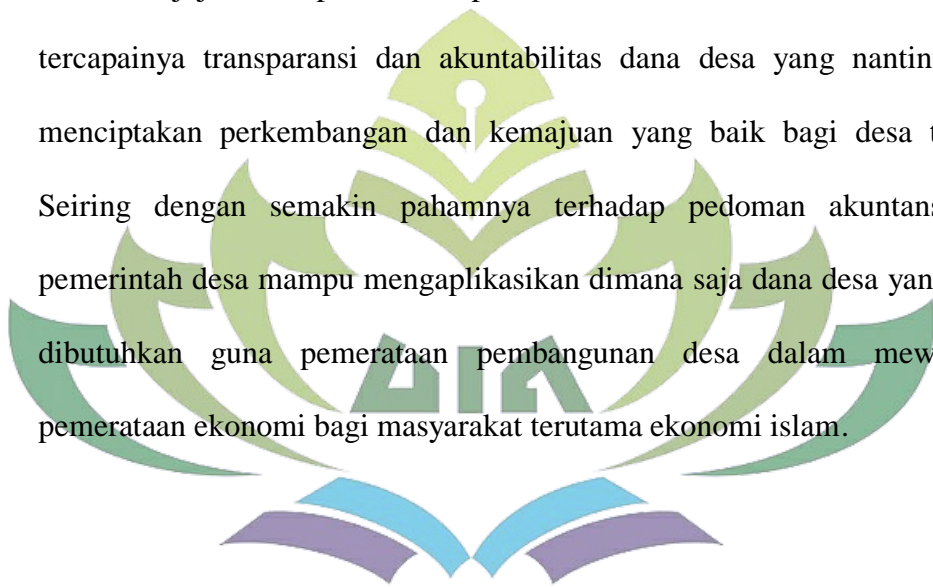 tercapainya transparansi dan akuntabilitas dana desa yang
menciptakan perkembangan dan kemajuan yang baik bagi desa
Seiring dengan semakin pahamnya terhadap pedoman
pemerintah desa mampu mengaplikasikan dimana saja dana desa
dibutuhkan guna pemerataan pembangunan desa dalam
pemerataan ekonomi bagi masyarakat terutama ekonomi islam.